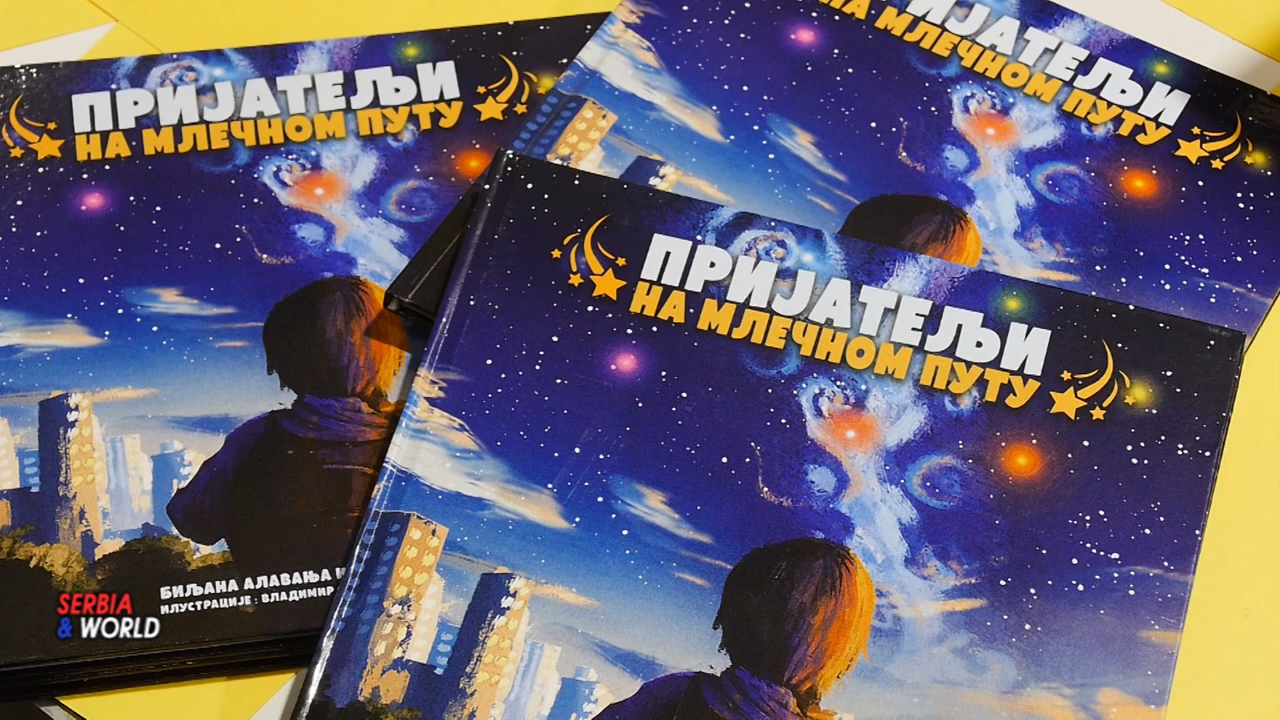 ПРИЈАТЕЉИ
НА МЛЕЧНОМ ПУТУ
БИЉАНА АЛАВАЊА
ИЛУСТРАЦИЈЕ: ВЛАДИМИР
SERBIA
& WORLD
ПРИЈАТЕЉИ
НА МЛЕЧНОМ ПУТУ
ПРИЈАТЕЉИ
НА МЛЕЧНОМ ПУТУ